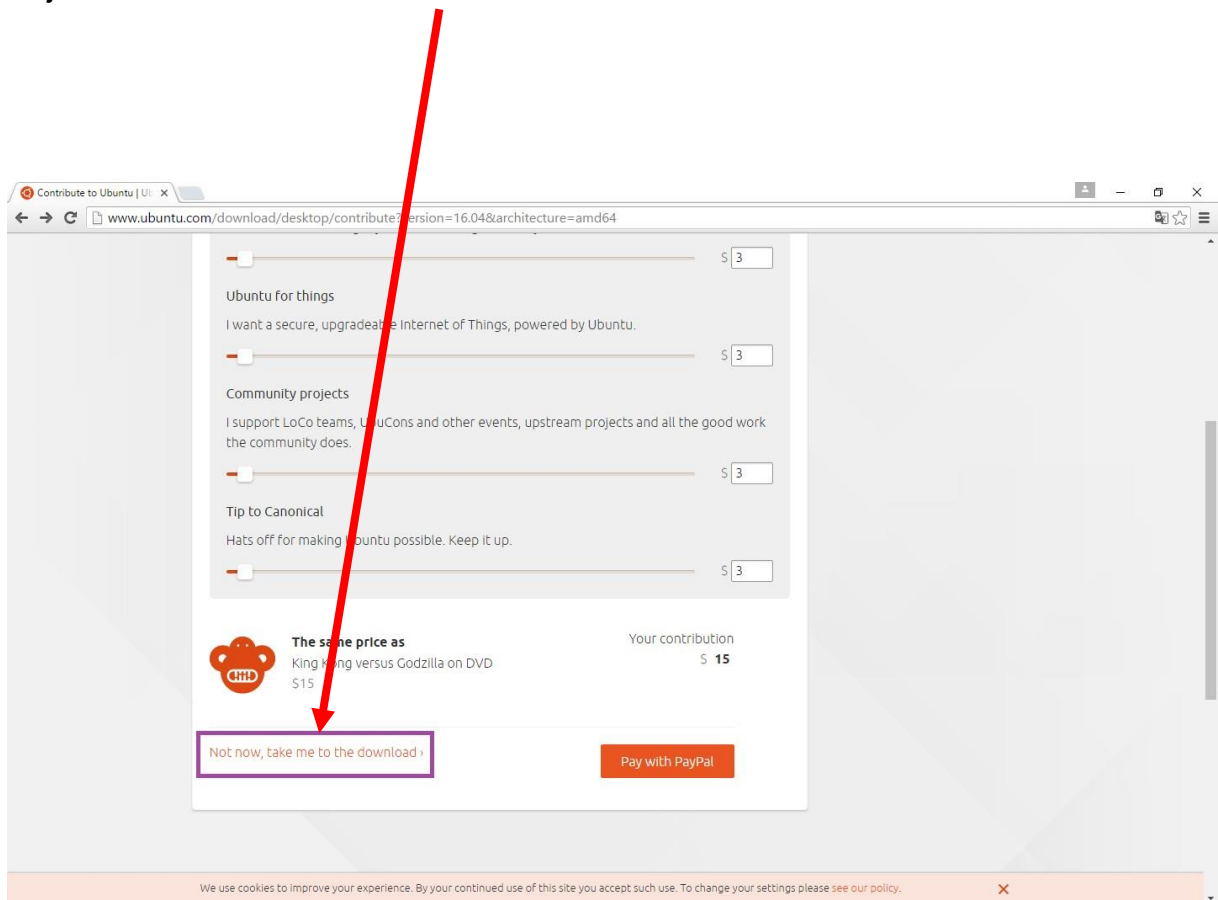 Contribute to Ubuntu | Ub
www.ubuntu.com/download/desktop/contribute?version=16.04&architecture=amd64
$ 3
Ubuntu for things
I want a secure, upgradeable Internet of Things, powered by Ubuntu.
$ 3
Community projects
I support LoCo teams, UbuCons and other events, upstream projects and all the good work
the community does.
$ 3
Tip to Canonical
Hats off for making Ubuntu possible. Keep it up.
$ 3
The same price as
King Kong versus Godzilla on DVD
$15
Your contribution
$ 15
Not now, take me to the download ›
Pay with PayPal
We use cookies to improve your experience. By your continued use of this site you accept such use. To change your settings please see our policy.